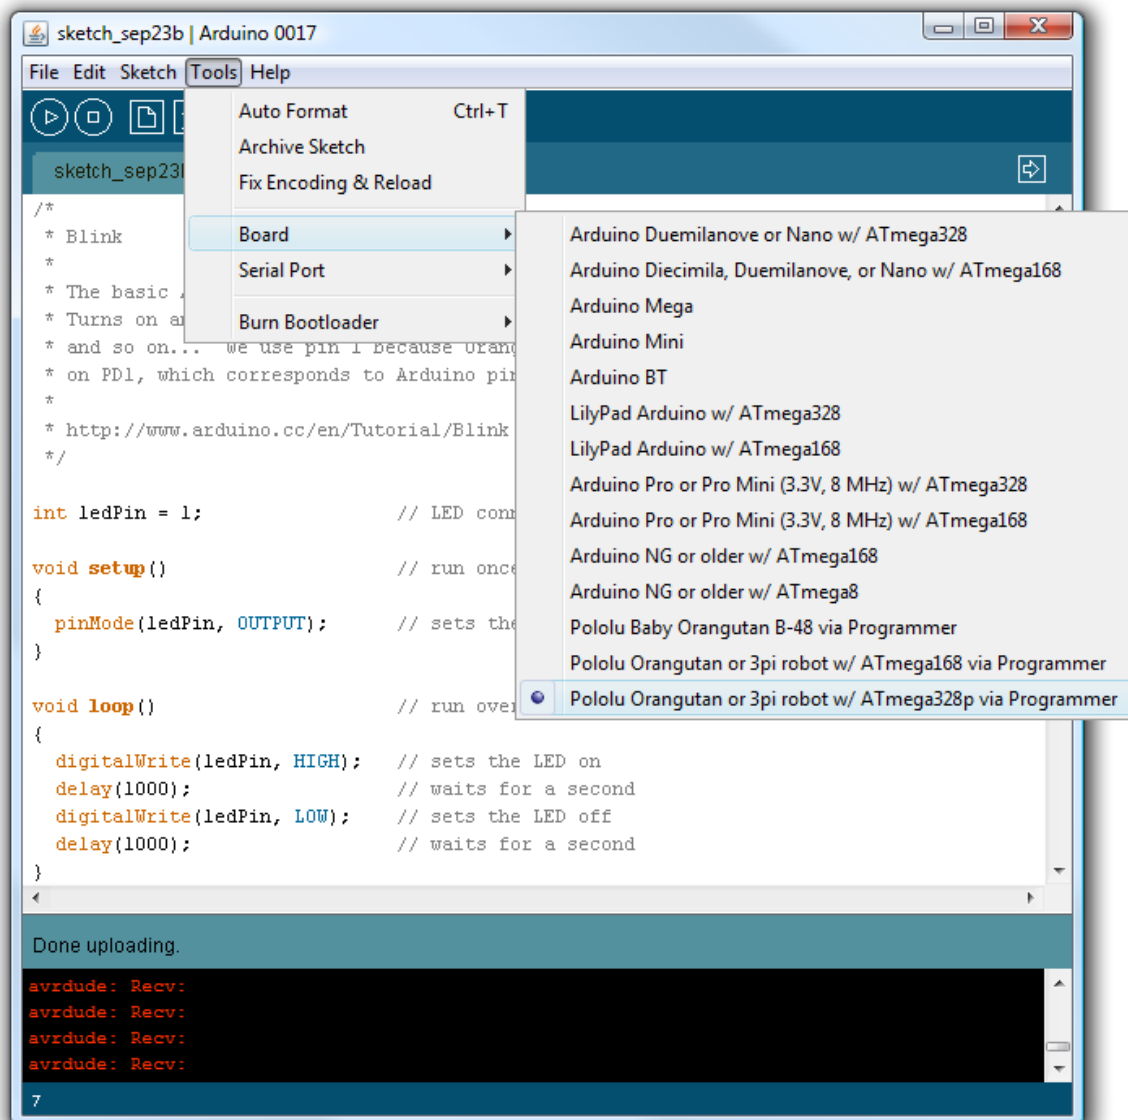 sketch_sep23b | Arduino 0017
File Edit Sketch Tools Help
Auto Format Ctrl+T
Archive Sketch
Fix Encoding & Reload
Board
Serial Port
Burn Bootloader
Arduino Duemilanove or Nano w/ ATmega328
Arduino Diecimila, Duemilanove, or Nano w/ ATmega168
Arduino Mega
Arduino Mini
Arduino BT
LilyPad Arduino w/ ATmega328
LilyPad Arduino w/ ATmega168
Arduino Pro or Pro Mini (3.3V, 8 MHz) w/ ATmega328
Arduino Pro or Pro Mini (3.3V, 8 MHz) w/ ATmega168
Arduino NG or older w/ ATmega168
Arduino NG or older w/ ATmega8
Pololu Baby Orangutan B-48 via Programmer
Pololu Orangutan or 3pi robot w/ ATmega168 via Programmer
Pololu Orangutan or 3pi robot w/ ATmega328p via Programmer
sketch_sep23
/*
* Blink
*
* The basic
* Turns on
* and so on... We use pin 1 because
* on PD1, which corresponds to Arduino
*
* http://www.arduino.cc/en/Tutorial/Blink
*/
int ledPin = 1; // LED
void setup() // run once
{
pinMode(ledPin, OUTPUT); // sets the
}
void loop() // run over
{
digitalWrite(ledPin, HIGH); // sets the LED on
delay(1000); // waits for a second
digitalWrite(ledPin, LOW); // sets the LED off
delay(1000); // waits for a second
}
Done uploading.
avrdude: Recv:
avrdude: Recv:
avrdude: Recv:
avrdude: Recv:
7